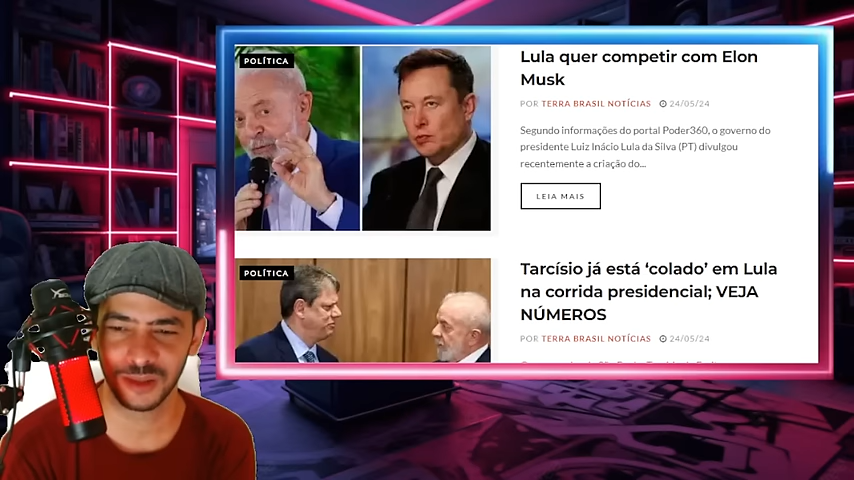 POLÍTICA
Lula quer competir com Elon
Musk
POR TERRA BRASIL NOTÍCIAS 24/05/24
Segundo informações do portal Poder360, o governo do
presidente Luiz Inácio Lula da Silva (PT) divulgou
recentemente a criação do...
LEIA MAIS
POLÍTICA
Tarcísio já está ‘colado’ em Lula
na corrida presidencial; VEJA
NÚMEROS
POR TERRA BRASIL NOTÍCIAS 24/05/24